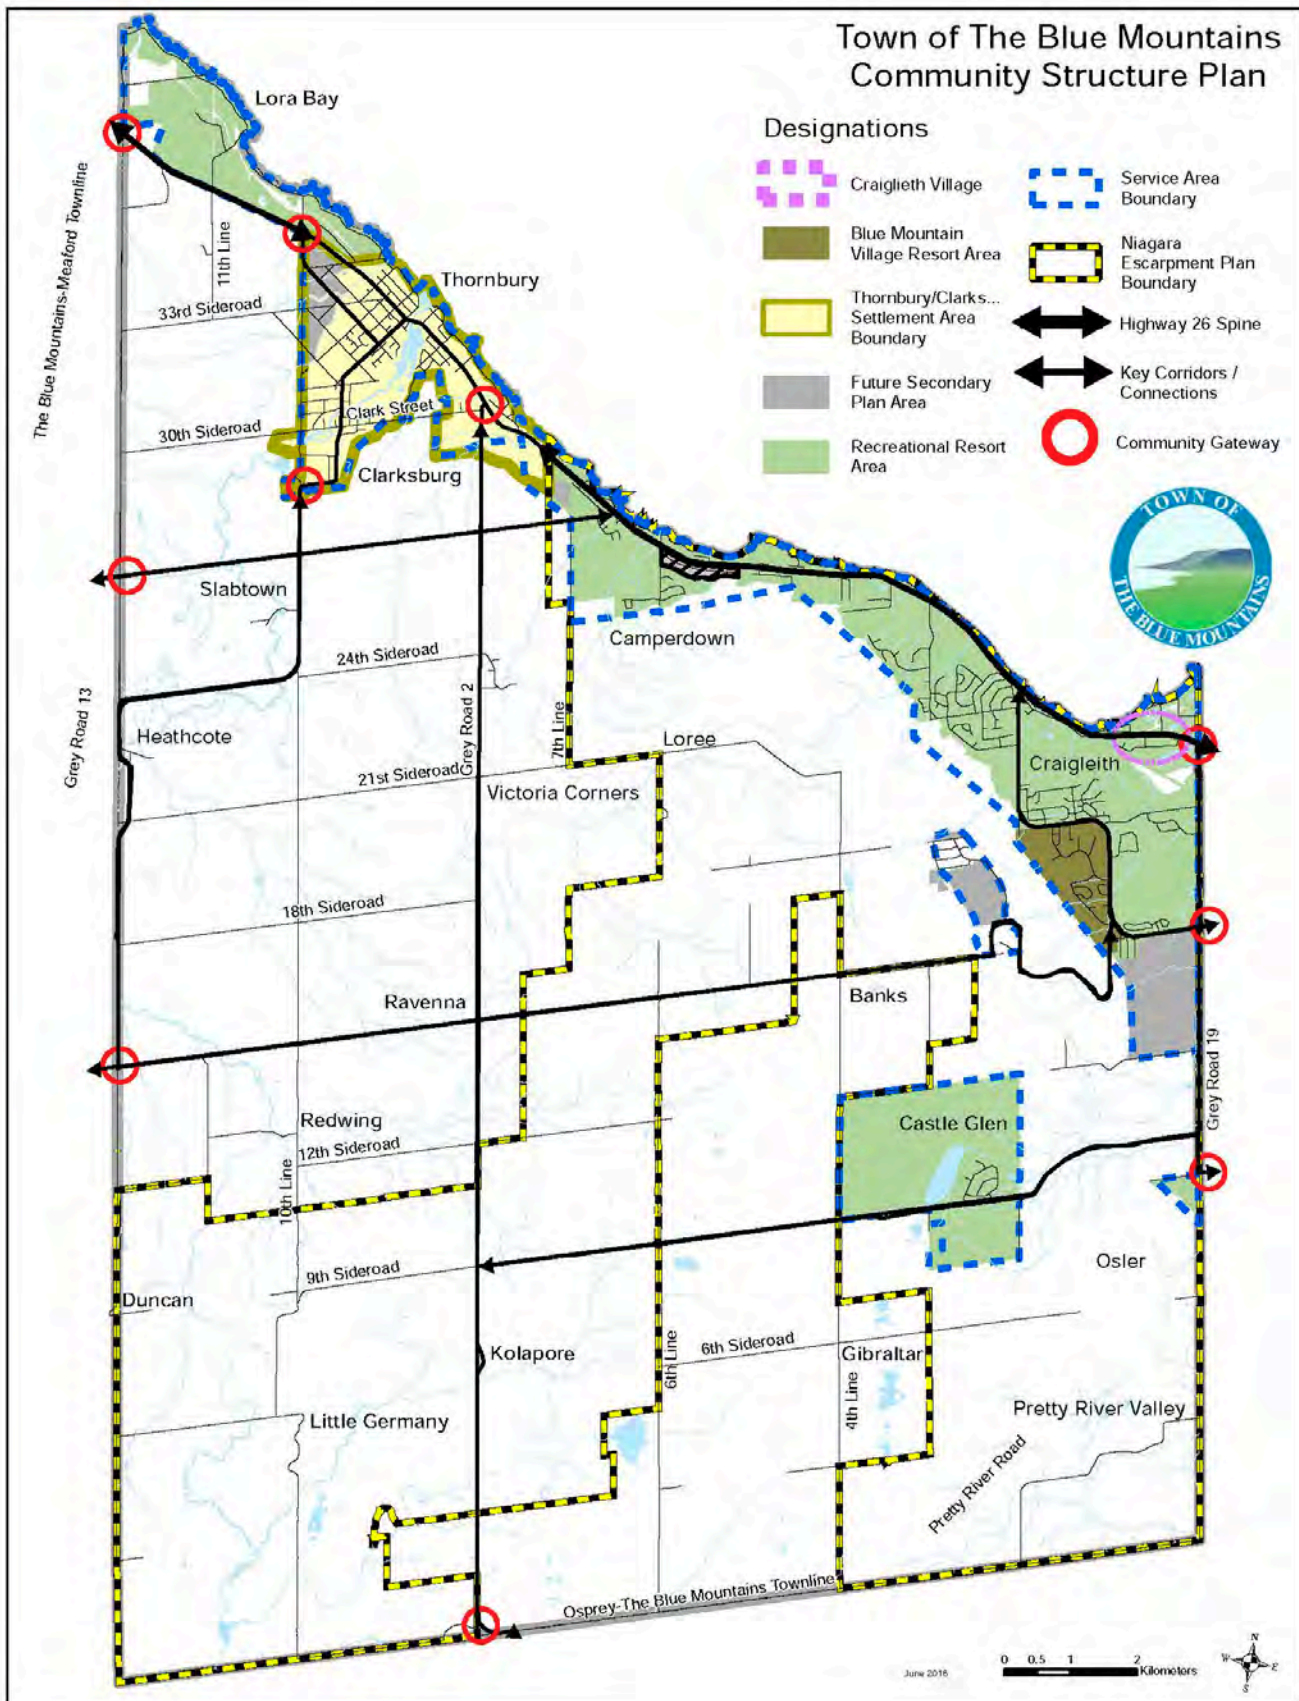 Town of The Blue Mountains
Community Structure Plan
Designations
Craiglieth Village
Blue Mountain
Village Resort Area
Thornbury/Clarks...
Settlement Area
Boundary
Future Secondary
Plan Area
Recreational Resort
Area
Service Area
Boundary
Niagara
Escarpment Plan
Boundary
Highway 26 Spine
Key Corridors /
Connections
Community Gateway
TOWN OF
THE BLUE MOUNTAINS
Lora Bay
The Blue Mountains-Meaford Townline
11th Line
Thornbury
33rd Sideroad
Clark Street
30th Sideroad
Clarksburg
Slabtown
Camperdown
24th Sideroad
Grey Road 2
7th Line
Grey Road 13
Heathcote
Loree
21st Sideroad
Victoria Corners
Craigleith
18th Sideroad
Ravenna
Banks
Grey Road 19
Redwing
12th Sideroad
Castle Glen
10th Line
9th Sideroad
Osler
Duncan
Kolapore
6th Line
6th Sideroad
Gibraltar
4th Line
Little Germany
Pretty River Valley
Pretty River Road
Osprey-The Blue Mountains Townline
June 2016
0 0.5 1 2
Kilometers
N
W E
S